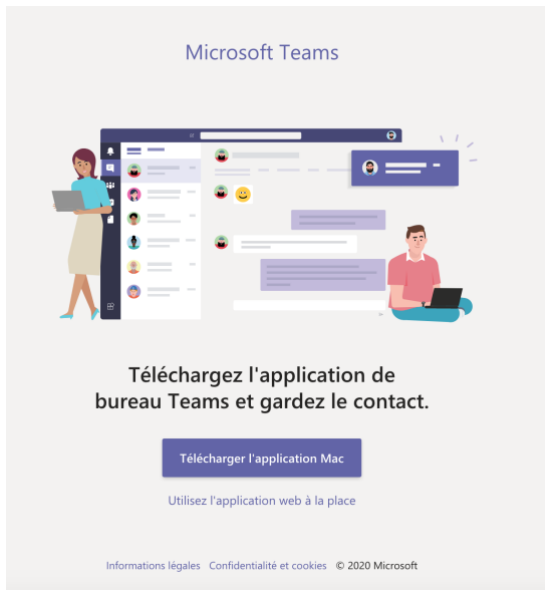 Microsoft Teams
Téléchargez l'application de
bureau Teams et gardez le contact.
Télécharger l'application Mac
Utilisez l'application web à la place
Informations légales Confidentialité et cookies © 2020 Microsoft